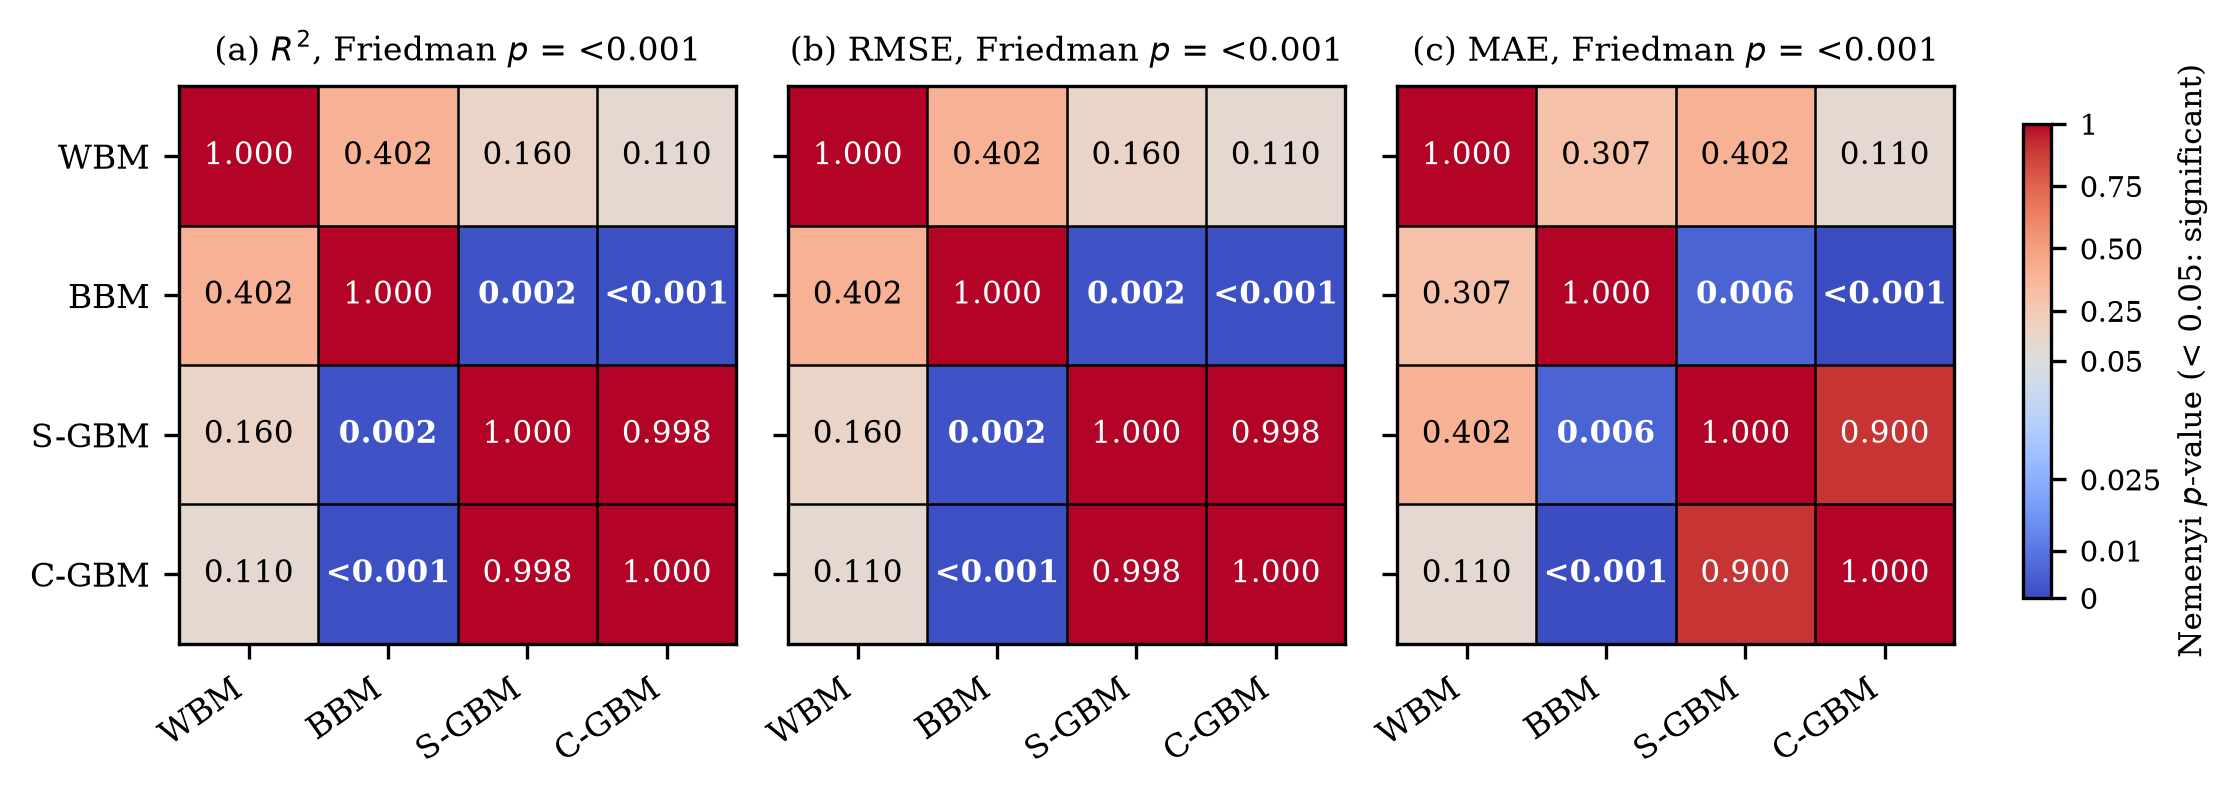 (a) R², Friedman p = <0.001
(b) RMSE, Friedman p = <0.001
(c) MAE, Friedman p = <0.001
WBM
1.000 0.402 0.160 0.110
1.000 0.402 0.160 0.110
1.000 0.307 0.402 0.110
BBM
0.402 1.000 0.002 <0.001
0.402 1.000 0.002 <0.001
0.307 1.000 0.006 <0.001
S-GBM
0.160 0.002 1.000 0.998
0.160 0.002 1.000 0.998
0.402 0.006 1.000 0.900
C-GBM
0.110 <0.001 0.998 1.000
0.110 <0.001 0.998 1.000
0.110 <0.001 0.900 1.000
WBM BBM S-GBM C-GBM
WBM BBM S-GBM C-GBM
WBM BBM S-GBM C-GBM
1
0.75
0.50
0.25
0.05
0.025
0.01
0
Nemenyi p-value (< 0.05: significant)